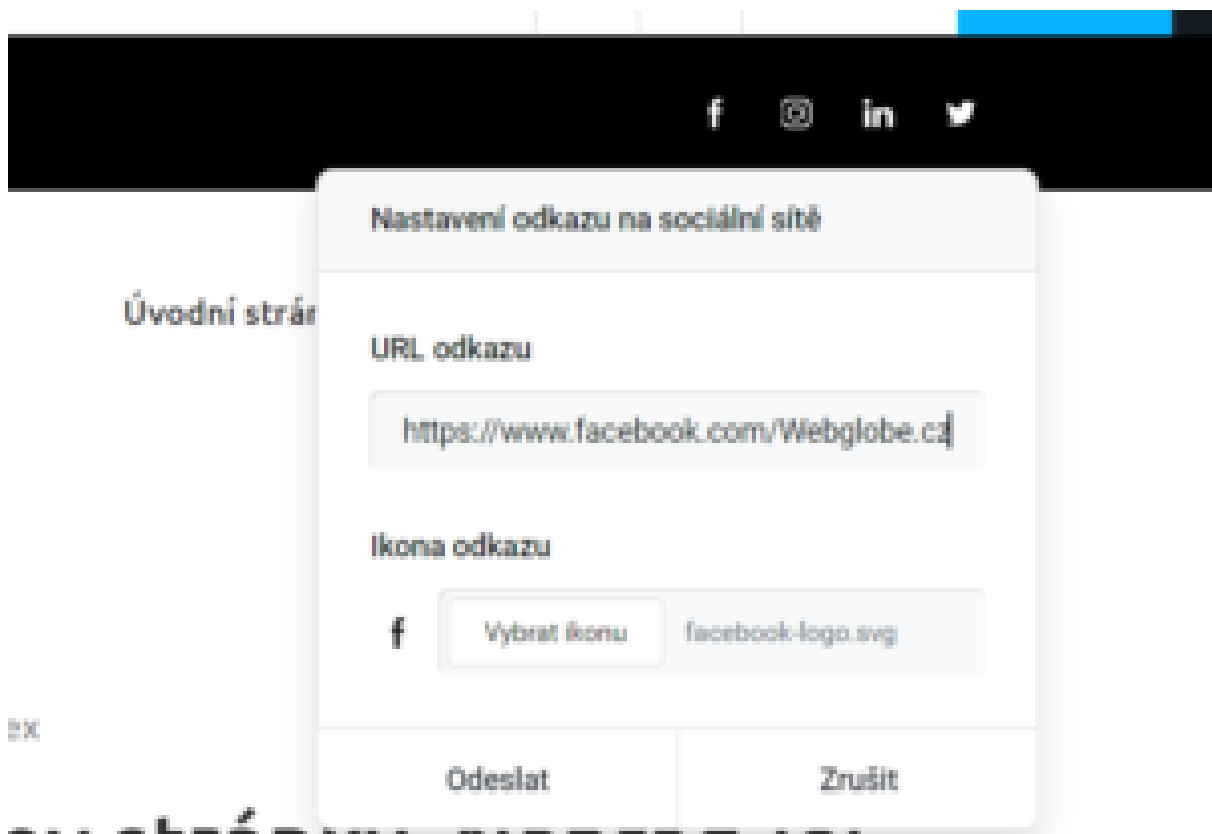 f in
Nastavení odkazu na sociální sítě
Úvodní strán
URL odkazu
https://www.facebook.com/Webglobe.cz
Ikona odkazu
f Vybrat ikonu facebook-logo.svg
ex
Odeslat Zrušit